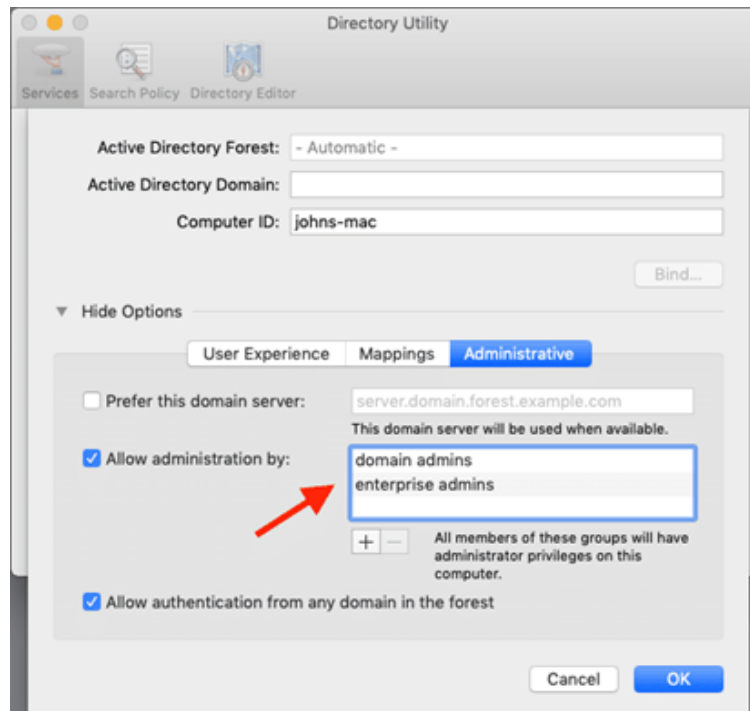 Directory Utility
Services Search Policy Directory Editor
Active Directory Forest: - Automatic -
Active Directory Domain:
Computer ID: johns-mac
Bind...
Hide Options
User Experience Mappings Administrative
Prefer this domain server: server.domain.forest.example.com
This domain server will be used when available.
Allow administration by: domain admins
enterprise admins
+ − All members of these groups will have
administrator privileges on this
computer.
Allow authentication from any domain in the forest
Cancel OK